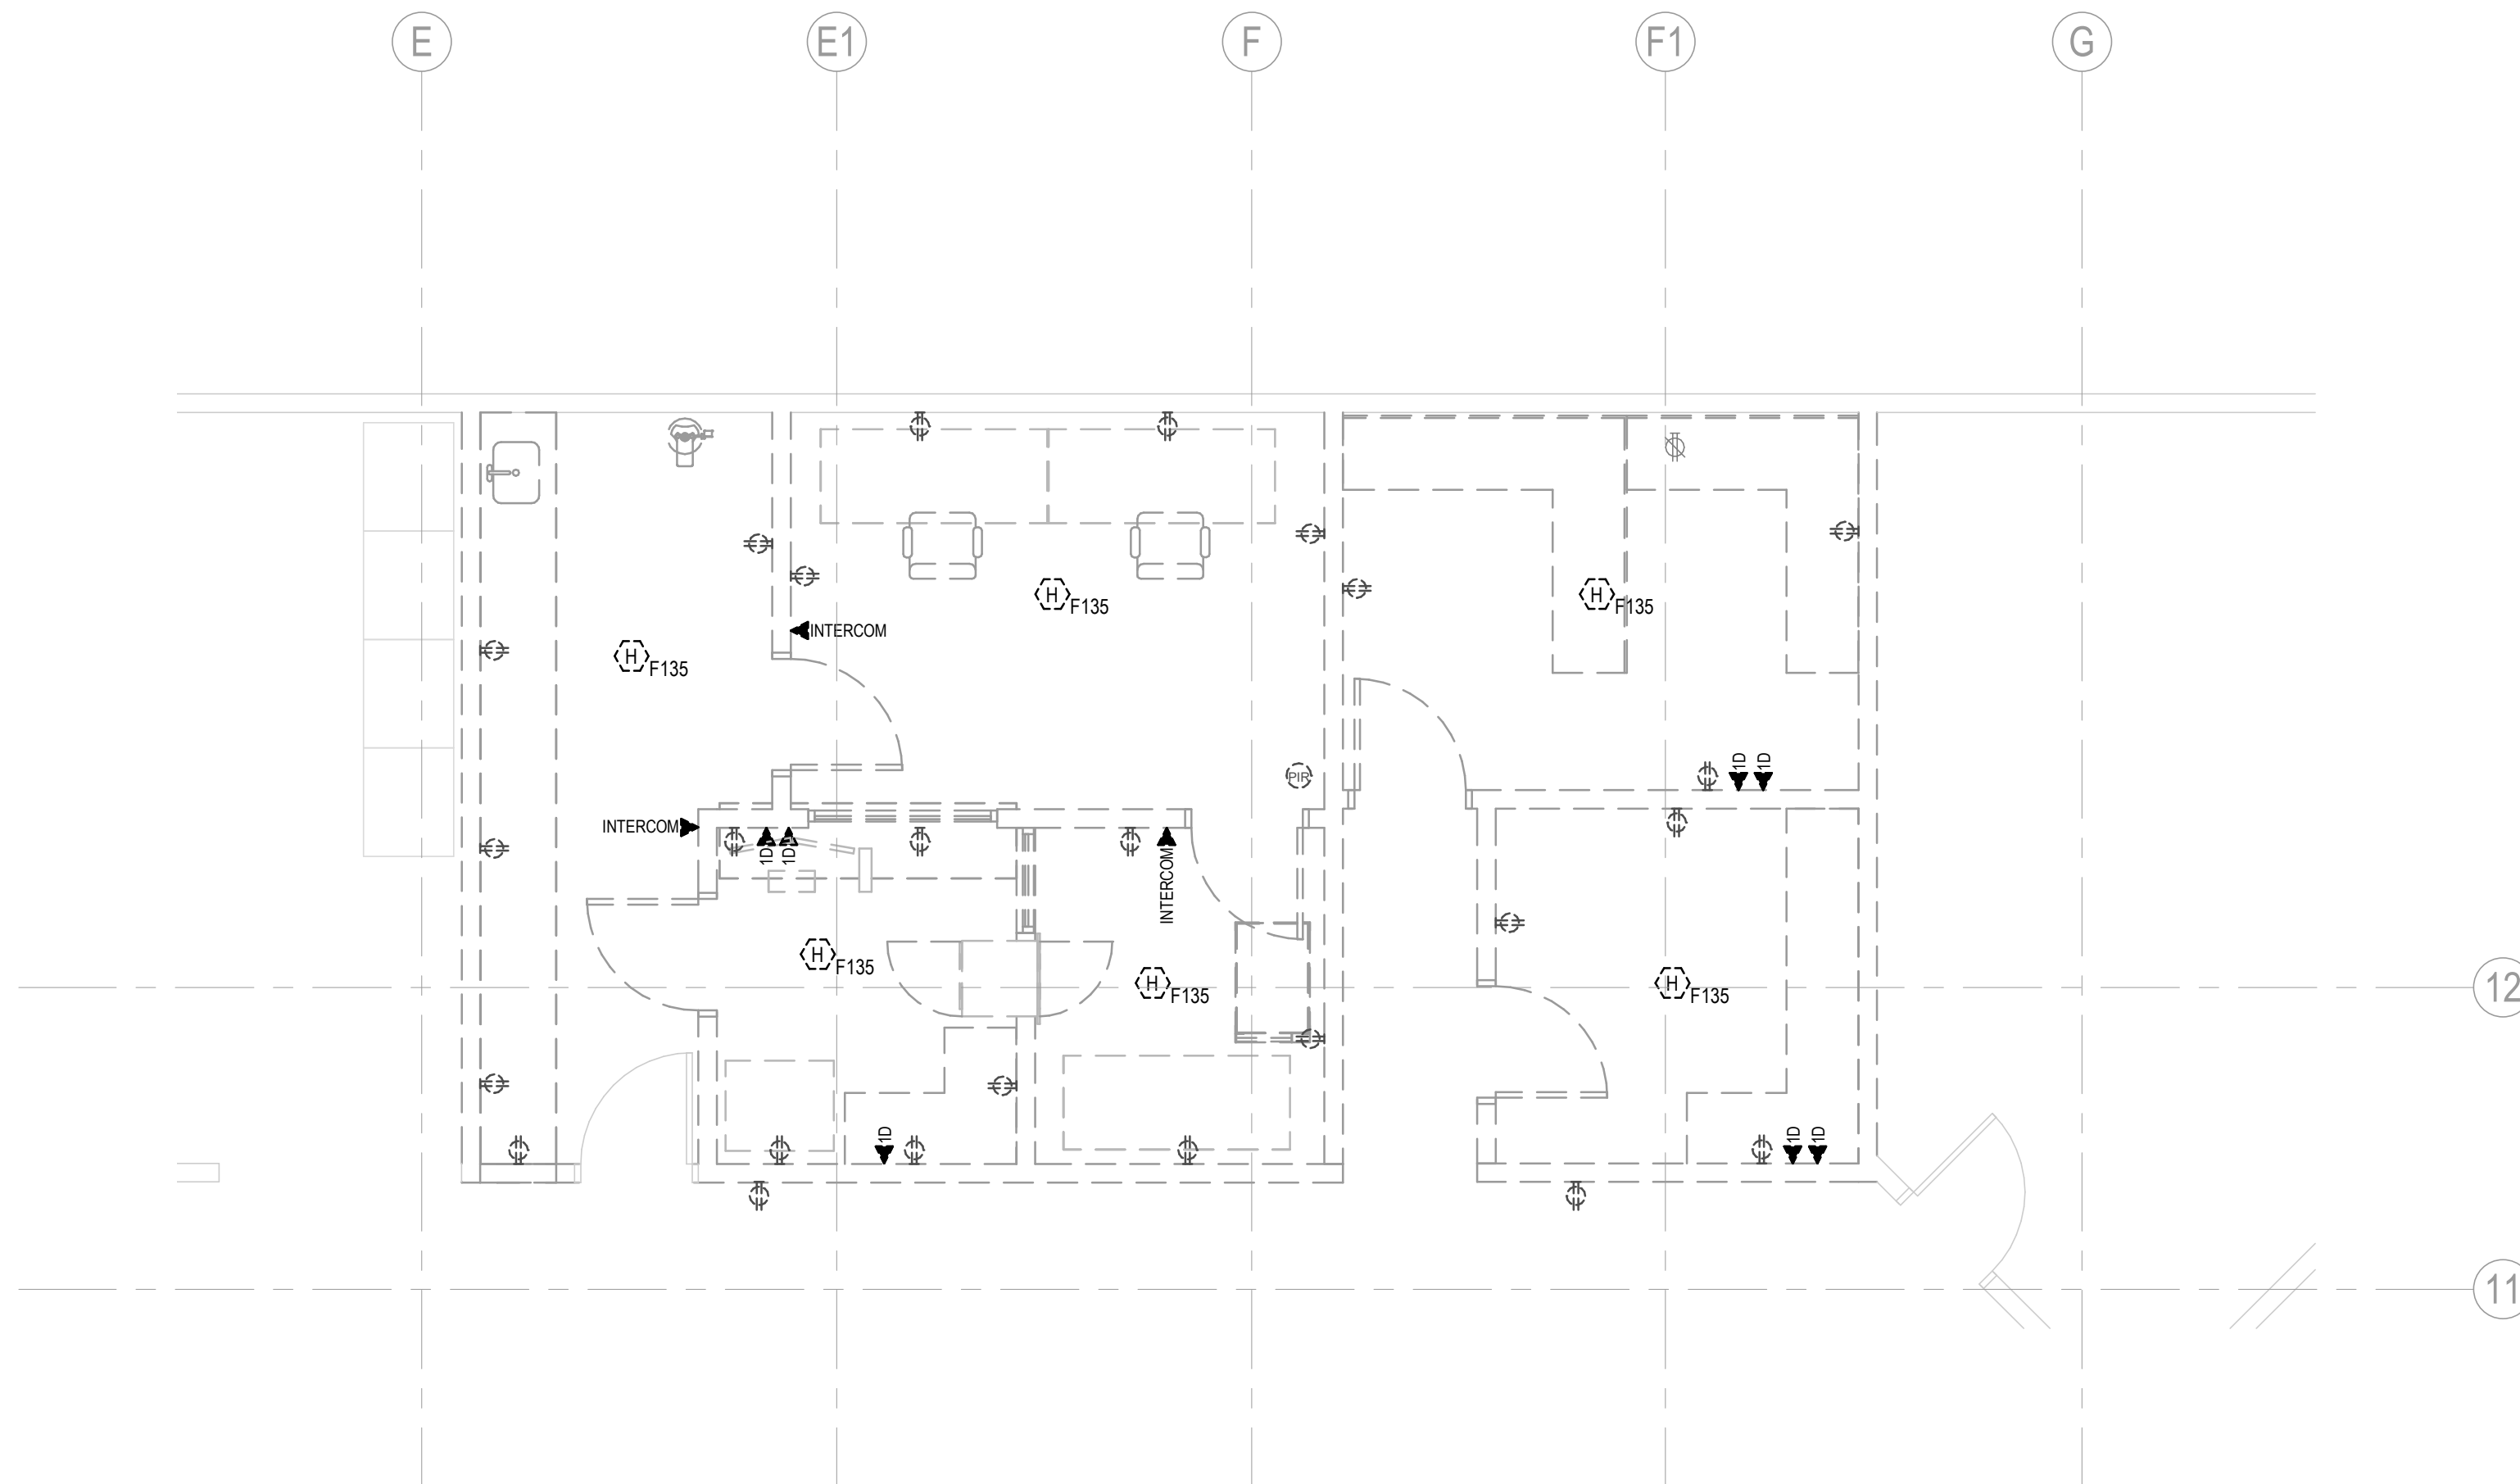 E E1 F F1 G
H F135
H F135
INTERCOM
H F135
1D 1D
PIR
INTERCOM
1D 1D
INTERCOM
H F135
H F135
H F135
12
1D
1D 1D
11